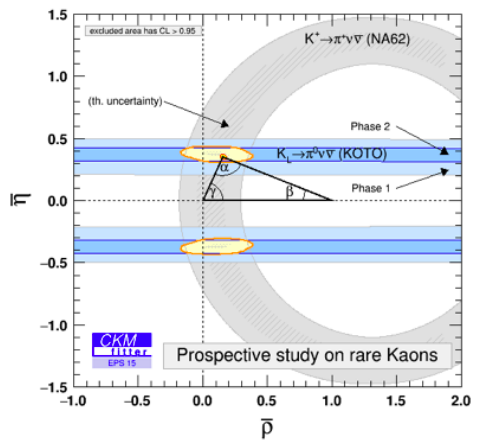 1.5
excluded area has CL > 0.95
K⁺→π⁺νν̅ (NA62)
1.0
(th. uncertainty)
Phase 2
0.5
K_L→π⁰νν̅ (KOTO)
α
Phase 1
η̅
γ
β
0.0
-0.5
-1.0
CKM
fitter
EPS 15
Prospective study on rare Kaons
-1.5
-1.0 -0.5 0.0 0.5 1.0 1.5 2.0
ρ̅